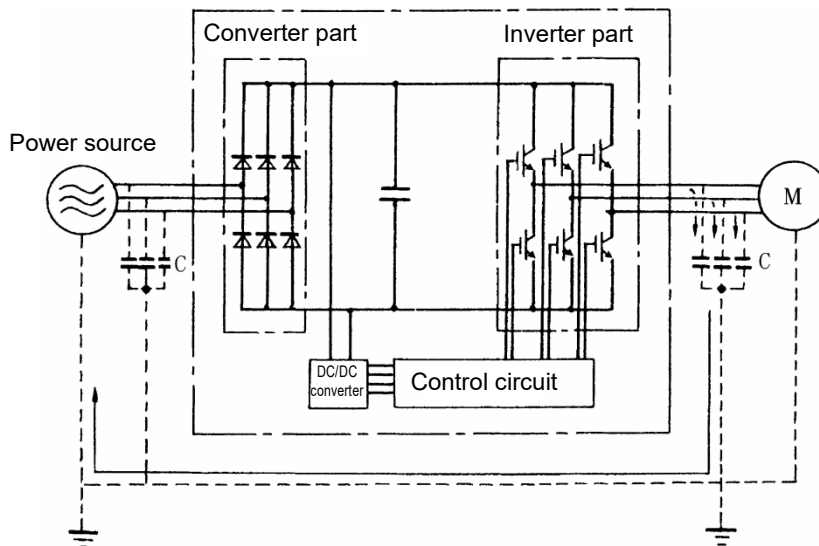 Converter part
Inverter part
Power source
M
C
C
DC/DC
converter
Control circuit